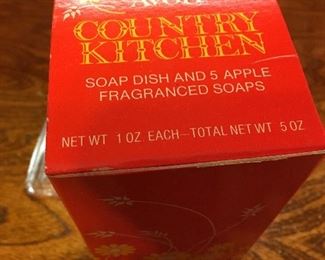 Avon
COUNTRY
KITCHEN
SOAP DISH AND 5 APPLE
FRAGRANCED SOAPS
NET WT 1 OZ. EACH—TOTAL NET WT 5 OZ.